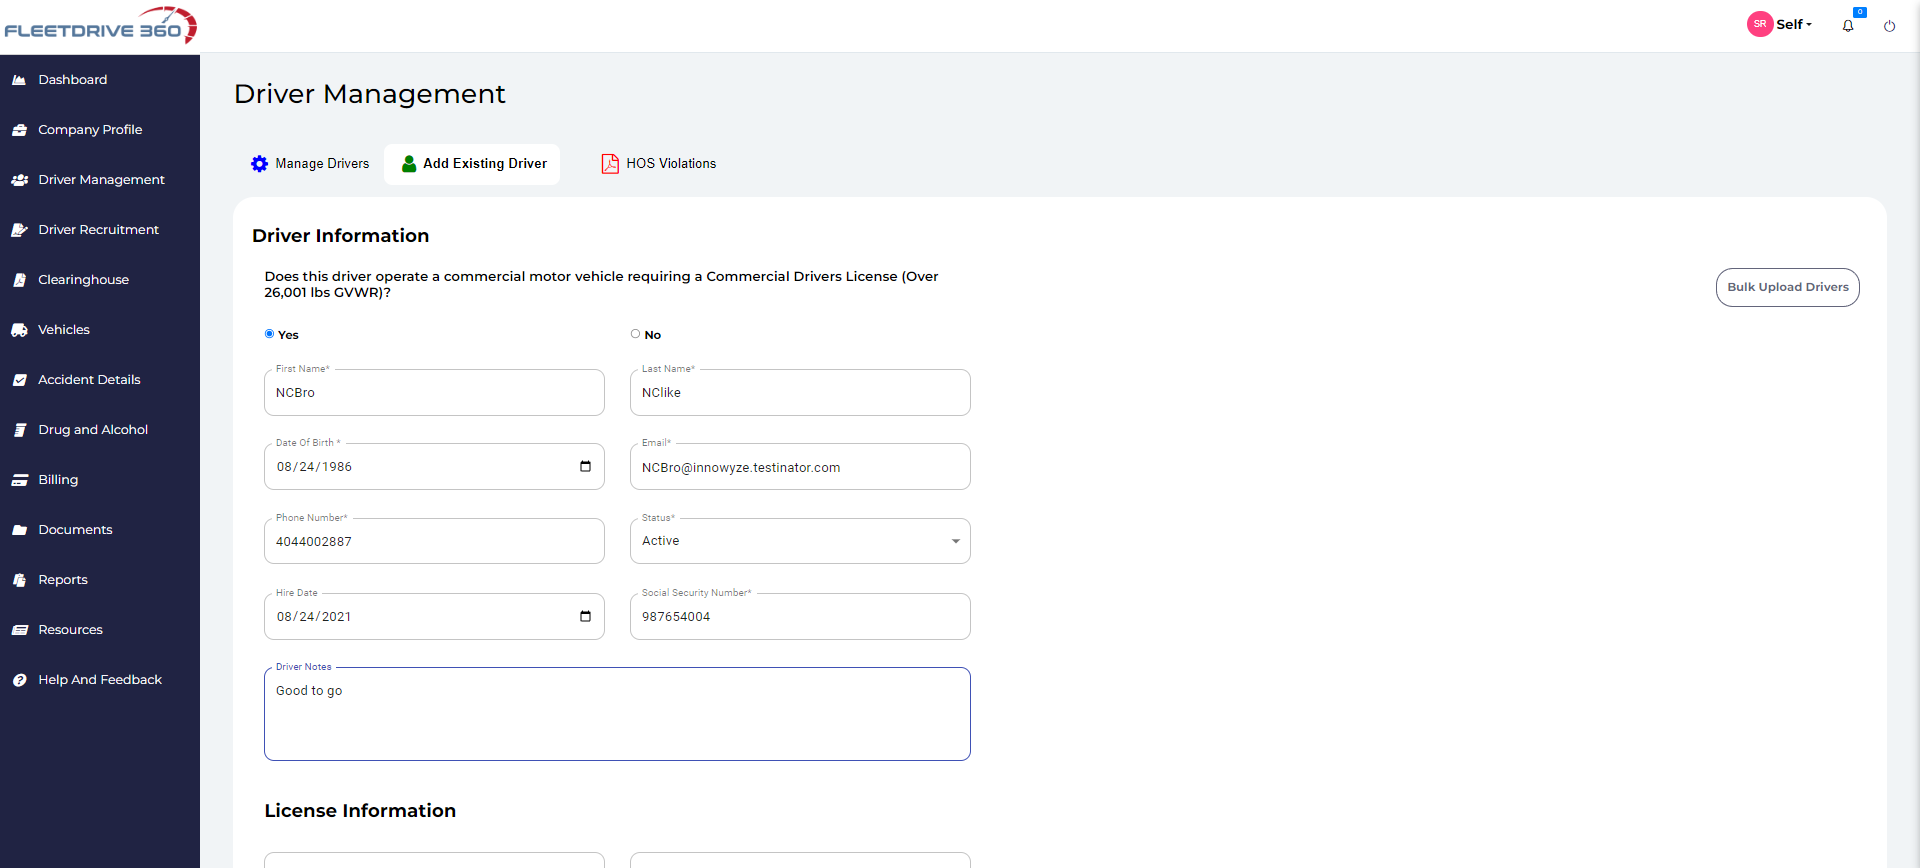 FLEETDRIVE 360
SR Self
0
Dashboard
Company Profile
Driver Management
Driver Recruitment
Clearinghouse
Vehicles
Accident Details
Drug and Alcohol
Billing
Documents
Reports
Resources
Help And Feedback
Driver Management
Manage Drivers
Add Existing Driver
HOS Violations
Driver Information
Does this driver operate a commercial motor vehicle requiring a Commercial Drivers License (Over
26,001 lbs GVWR)?
Bulk Upload Drivers
Yes
No
First Name*
NCBro
Last Name*
NClike
Date Of Birth *
08/24/1986
Email*
NCBro@innowyze.testinator.com
Phone Number*
4044002887
Status*
Active
Hire Date
08/24/2021
Social Security Number*
987654004
Driver Notes
Good to go
License Information